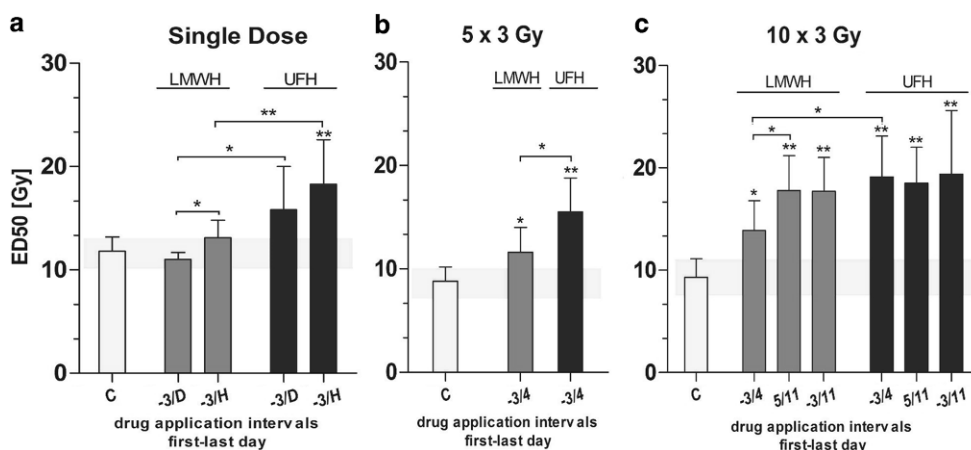 a
Single Dose
LMWH
UFH
ED50 [Gy]
30
20
10
0
**
*
*
**
C
-3/D
-3/H
-3/D
-3/H
drug application intervals
first-last day
b
5 x 3 Gy
LMWH
UFH
30
20
10
0
*
*
**
C
-3/4
-3/4
drug application intervals
first-last day
c
10 x 3 Gy
LMWH
UFH
30
20
10
0
*
*
*
**
**
**
**
**
C
-3/4
5/11
-3/11
-3/4
5/11
-3/11
drug application intervals
first-last day